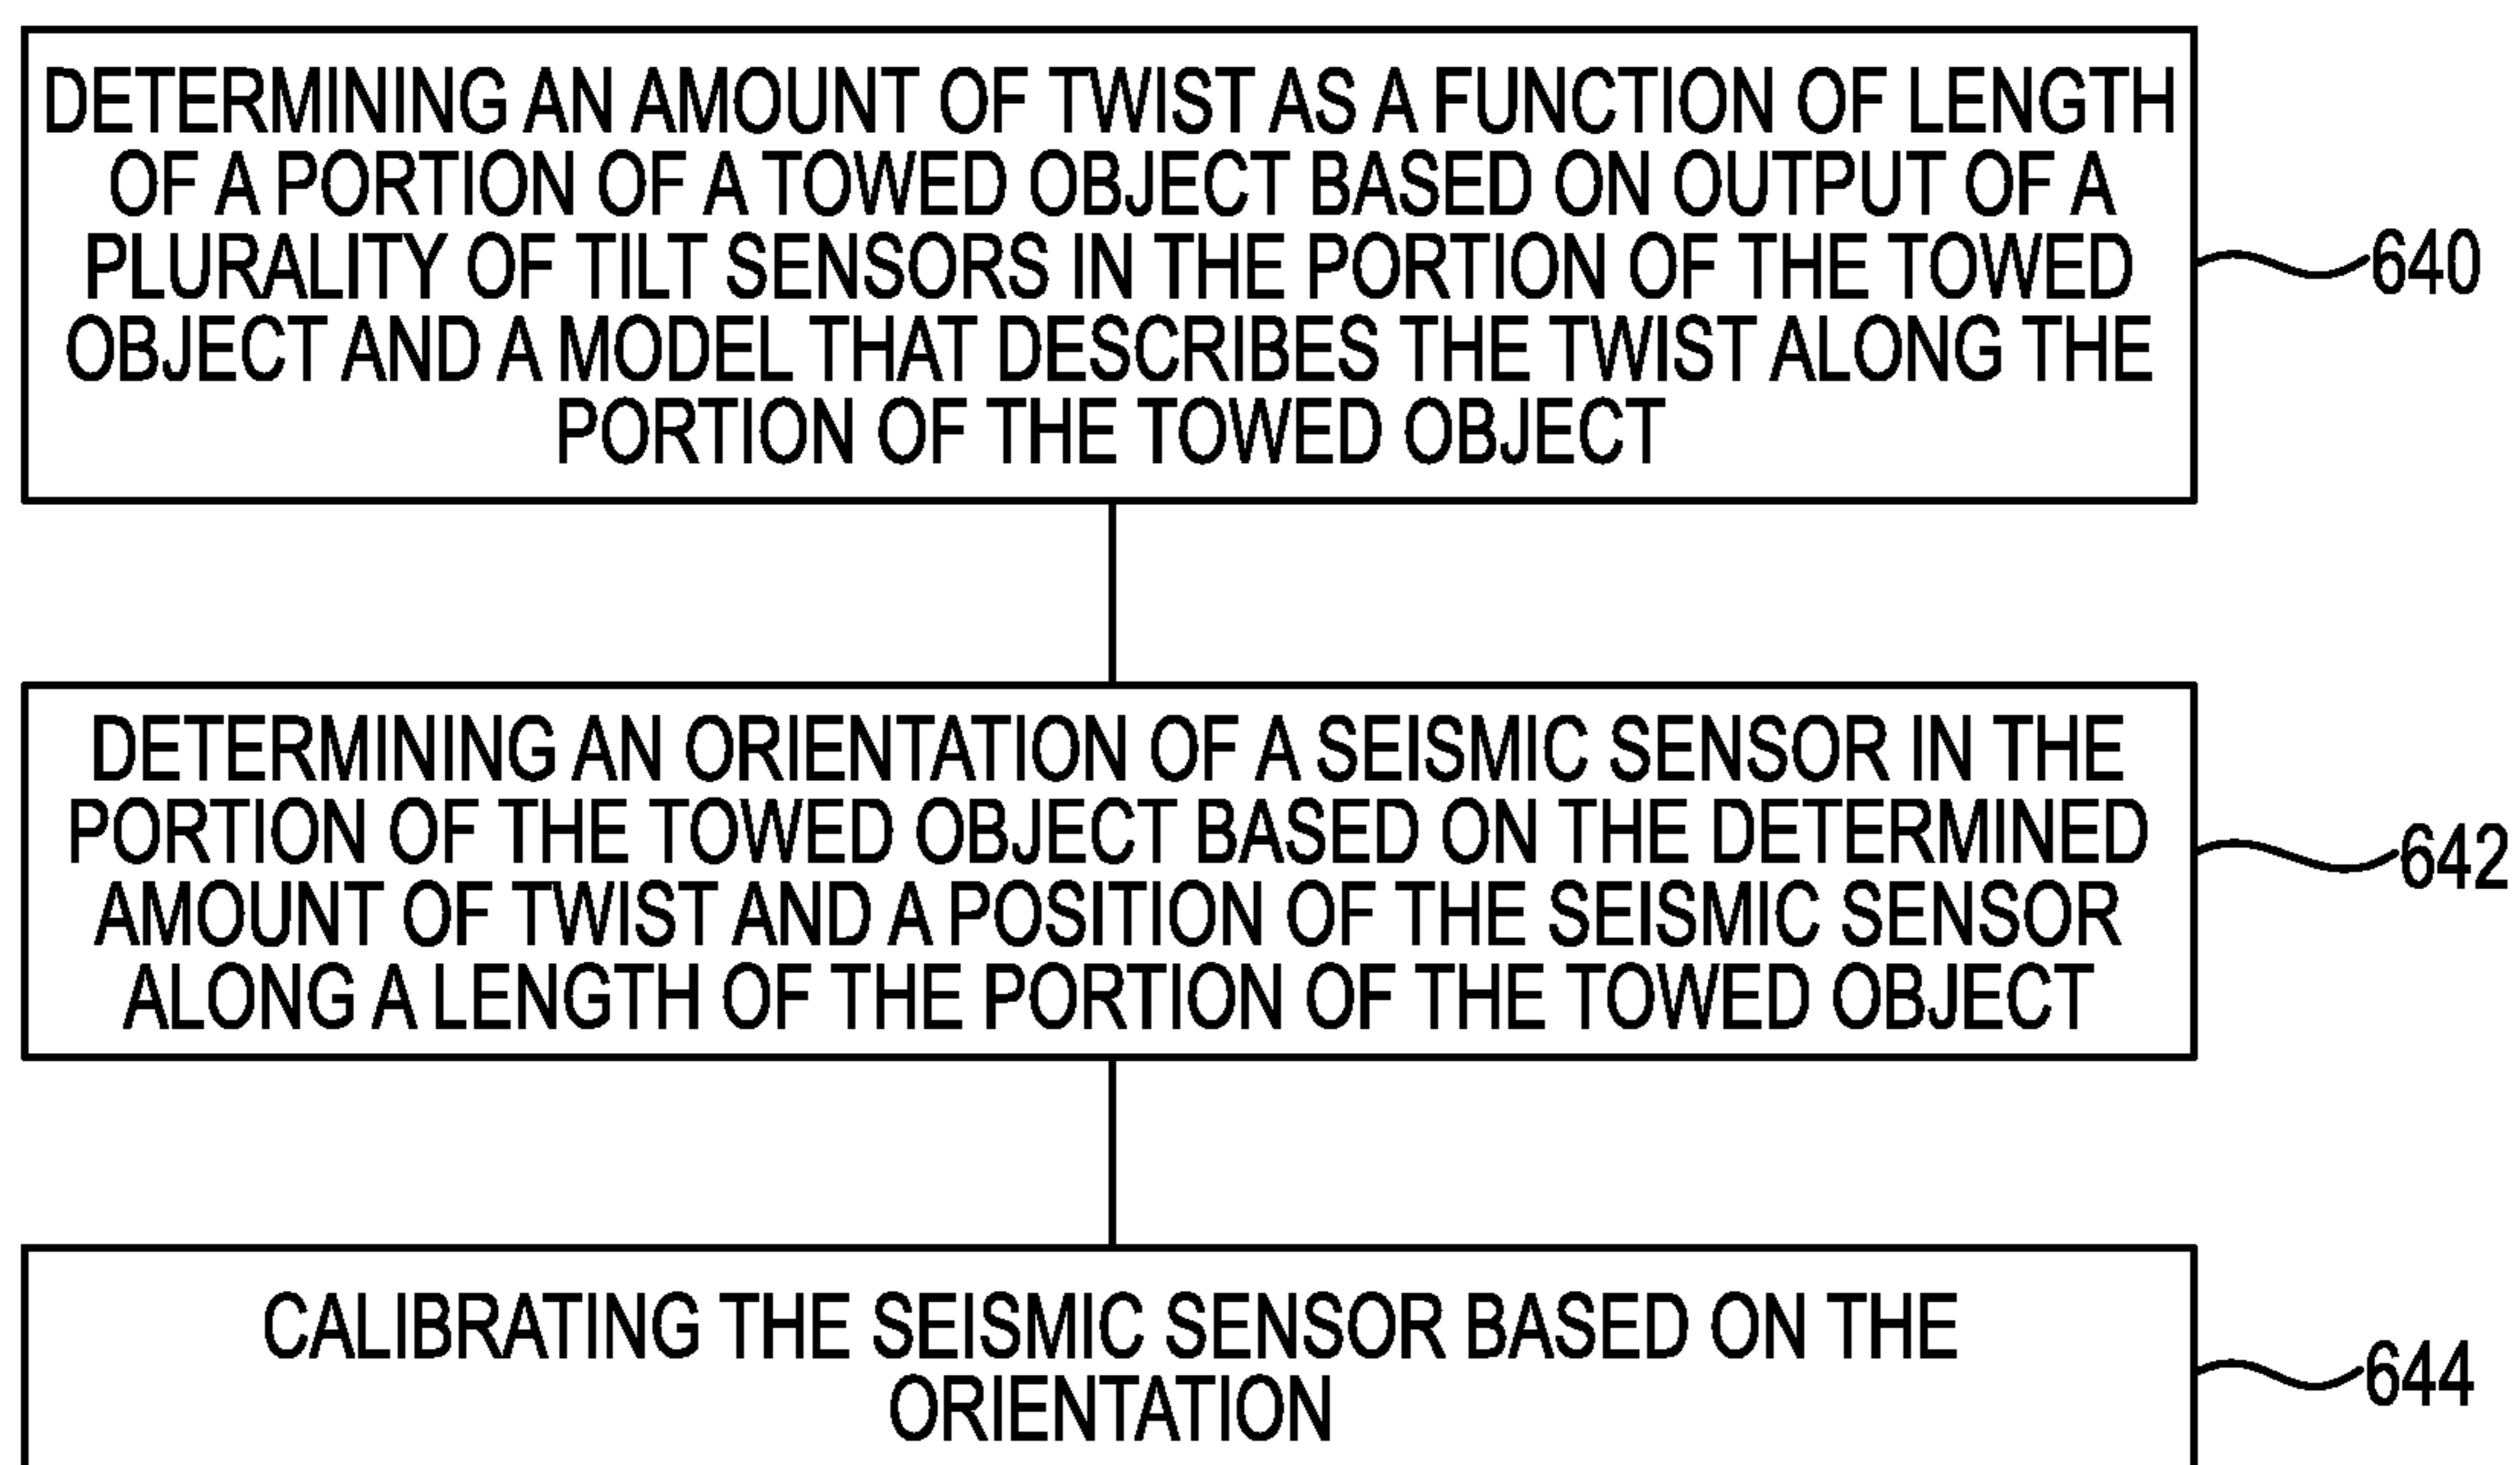 DETERMINING AN AMOUNT OF TWIST AS A FUNCTION OF LENGTH
OF A PORTION OF A TOWED OBJECT BASED ON OUTPUT OF A
PLURALITY OF TILT SENSORS IN THE PORTION OF THE TOWED
OBJECT AND A MODEL THAT DESCRIBES THE TWIST ALONG THE
PORTION OF THE TOWED OBJECT
640
DETERMINING AN ORIENTATION OF A SEISMIC SENSOR IN THE
PORTION OF THE TOWED OBJECT BASED ON THE DETERMINED
AMOUNT OF TWIST AND A POSITION OF THE SEISMIC SENSOR
ALONG A LENGTH OF THE PORTION OF THE TOWED OBJECT
642
CALIBRATING THE SEISMIC SENSOR BASED ON THE
ORIENTATION
644